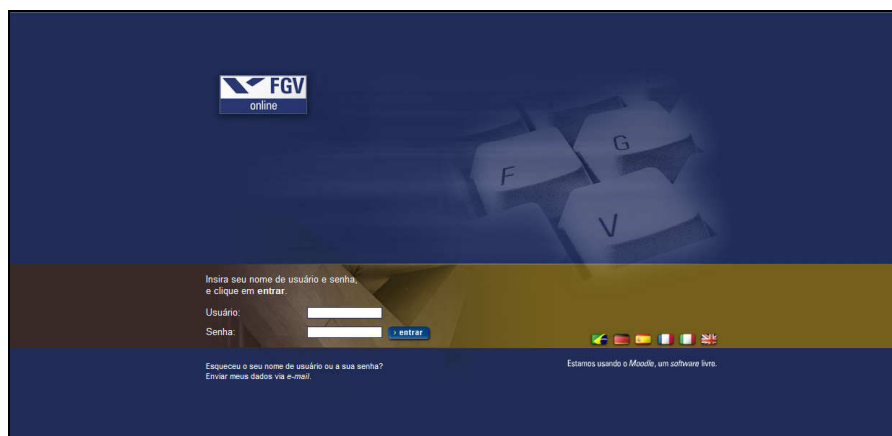 FGV
online
G
F
V
Insira seu nome de usuário e senha,
e clique em entrar.
Usuário:
Senha:
› entrar
Esqueceu o seu nome de usuário ou a sua senha?
Enviar meus dados via e-mail.
Estamos usando o Moodle, um software livre.